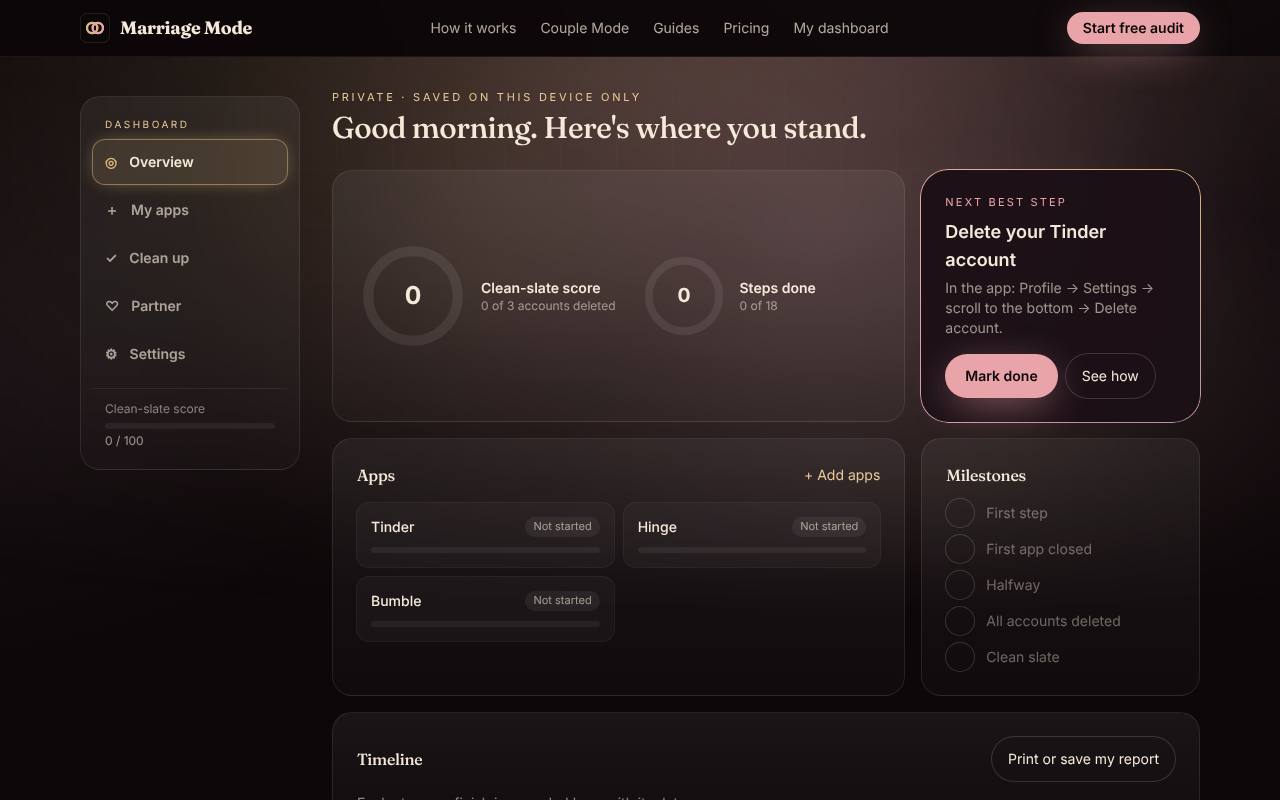 Marriage Mode
How it works
Couple Mode
Guides
Pricing
My dashboard
Start free audit
DASHBOARD
Overview
My apps
Clean up
Partner
Settings
Clean-slate score
0 / 100
PRIVATE · SAVED ON THIS DEVICE ONLY
Good morning. Here's where you stand.
0
Clean-slate score
0 of 3 accounts deleted
0
Steps done
0 of 18
NEXT BEST STEP
Delete your Tinder
account
In the app: Profile → Settings →
scroll to the bottom → Delete
account.
Mark done
See how
Apps
+ Add apps
Tinder
Not started
Hinge
Not started
Bumble
Not started
Milestones
First step
First app closed
Halfway
All accounts deleted
Clean slate
Timeline
Print or save my report